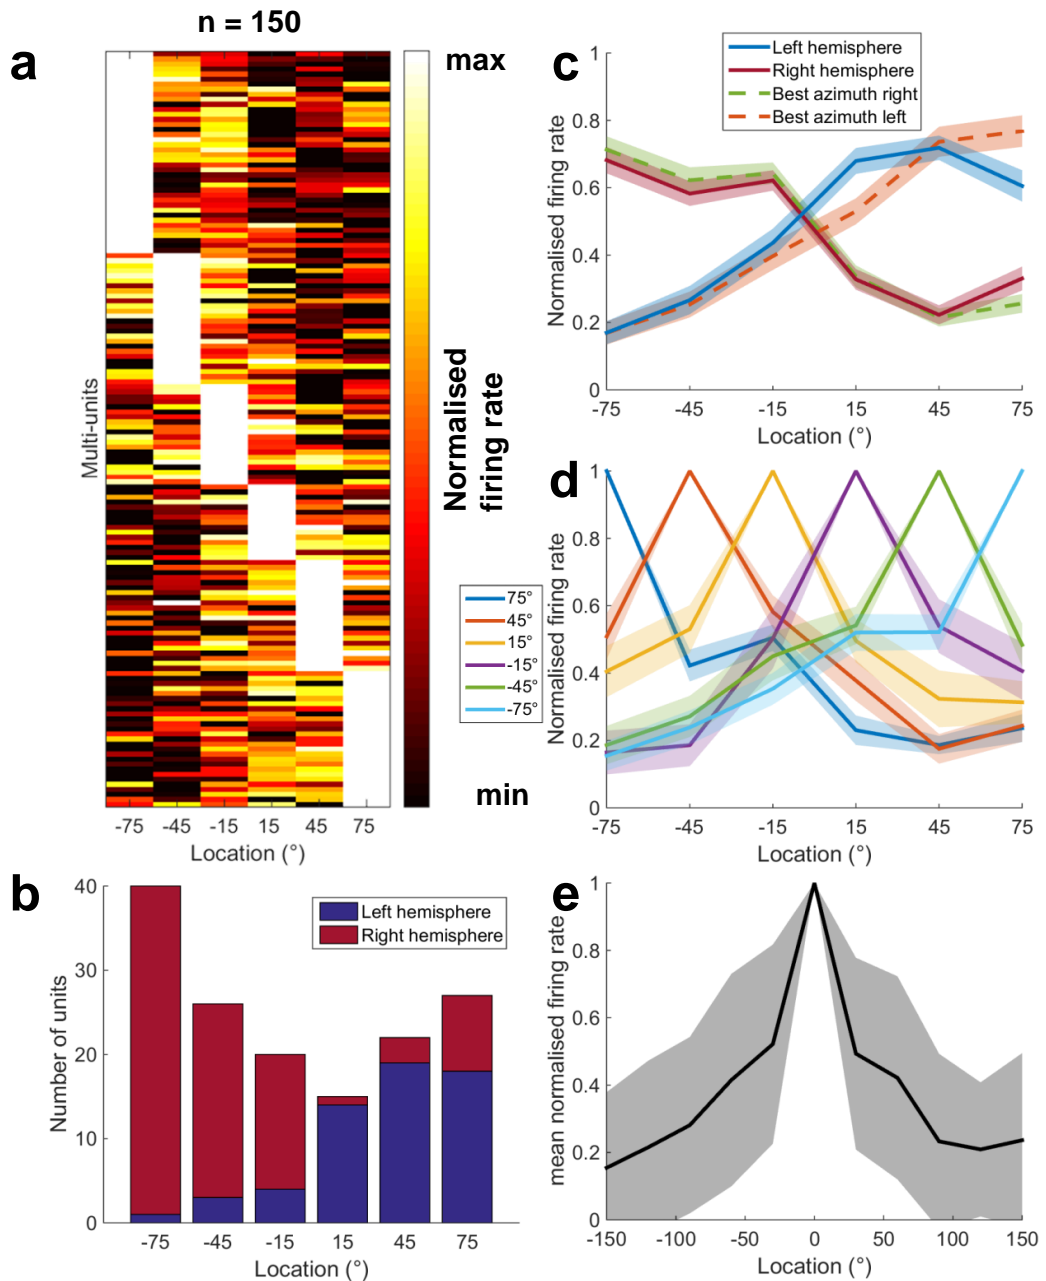 n = 150
a
max
Normalised
firing rate
min
Multi-units
-75 -45 -15 15 45 75
Location (°)
b
40
30
20
10
0
Number of units
Left hemisphere
Right hemisphere
-75 -45 -15 15 45 75
Location (°)
c
Left hemisphere
Right hemisphere
Best azimuth right
Best azimuth left
1
0.8
0.6
0.4
0.2
0
Normalised firing rate
-75 -45 -15 15 45 75
Location (°)
d
75°
45°
15°
-15°
-45°
-75°
1
0.8
0.6
0.4
0.2
0
Normalised firing rate
-75 -45 -15 15 45 75
Location (°)
e
1
0.8
0.6
0.4
0.2
0
mean normalised firing rate
-150 -100 -50 0 50 100 150
Location (°)